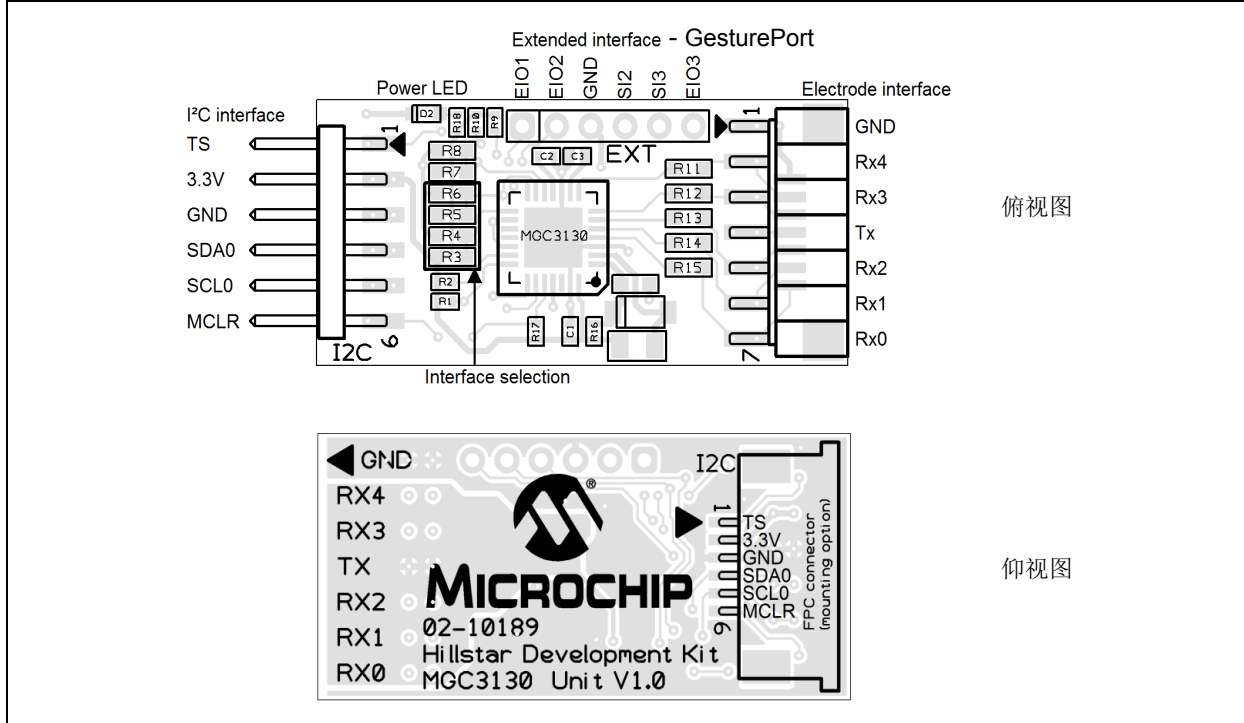 Extended interface - GesturePort
EIO1
EIO2
GND
SI2
SI3
EIO3
Power LED
Electrode interface
I²C interface
TS
3.3V
GND
SDA0
SCL0
MCLR
1
6
I2C
D2
R18
R10
R9
R8
R7
R6
R5
R4
R3
R2
R1
C2
C3
EXT
MGC3130
R17
C1
R16
R11
R12
R13
R14
R15
1
7
GND
Rx4
Rx3
Tx
Rx2
Rx1
Rx0
Interface selection
俯视图
GND
RX4
RX3
TX
RX2
RX1
RX0
®
MICROCHIP
02-10189
Hillstar Development Kit
MGC3130 Unit V1.0
I2C
1
6
TS
3.3V
GND
SDA0
SCL0
MCLR
FPC connector
(mounting option)
仰视图